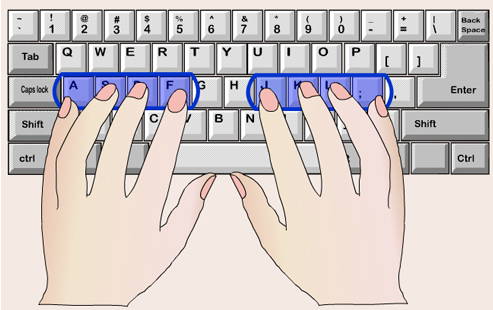 ~ ! @ # $ % ^ & * ( ) _ + | Back
` 1 2 3 4 5 6 7 8 9 0 - = \ Space
Tab Q W E R T Y U I O P [ ]
Caps lock A S D F G H J K L ; , Enter
Shift C V B N Shift
ctrl Ctrl